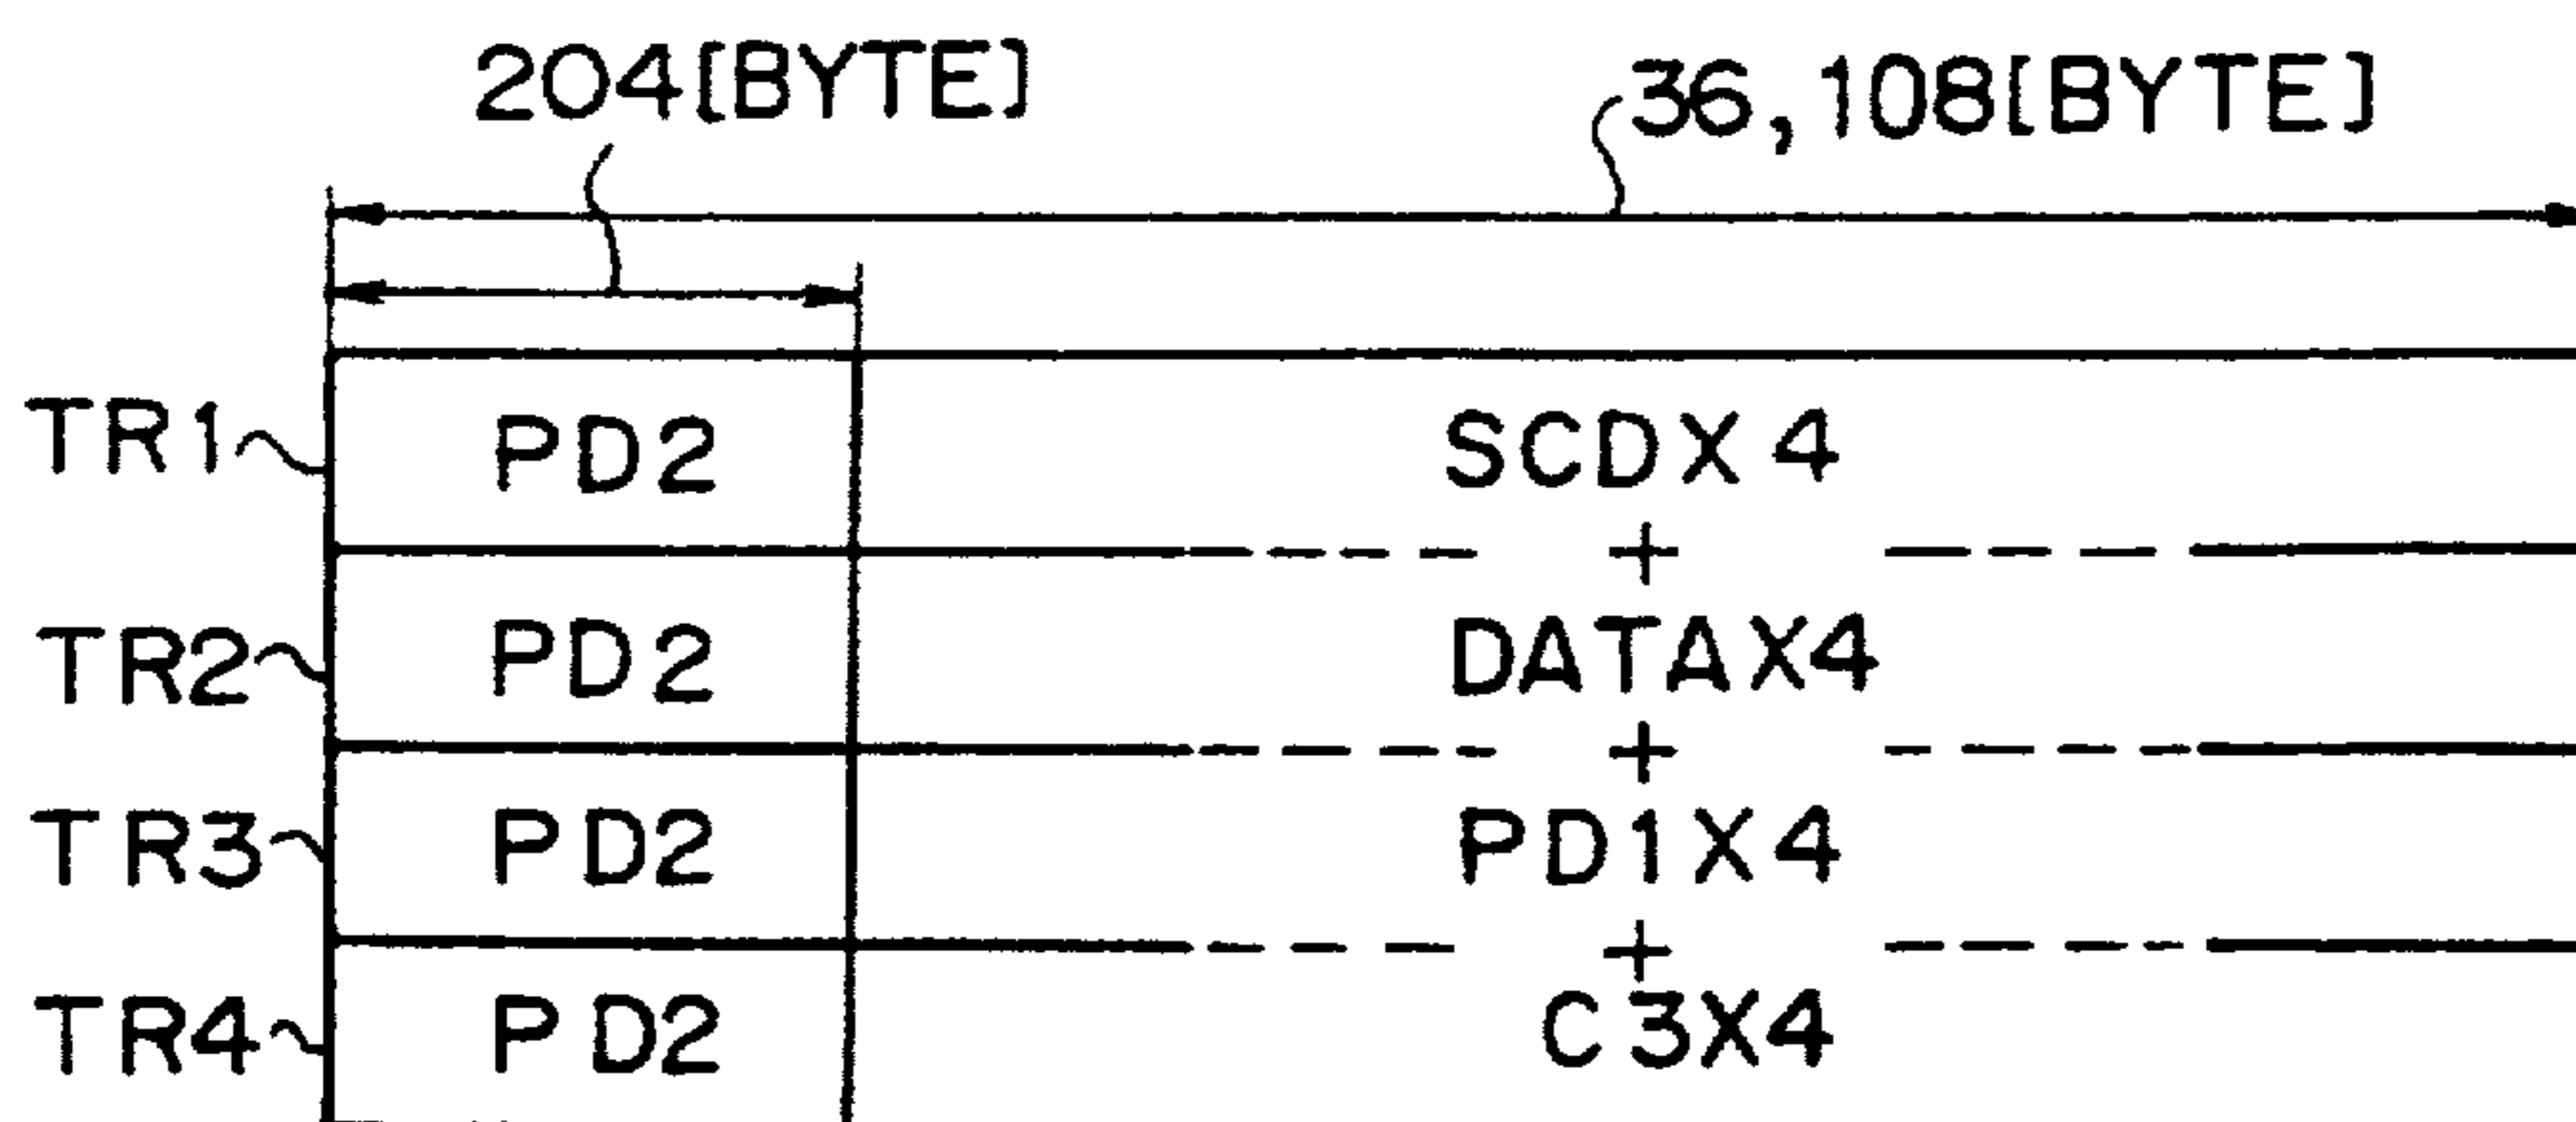 204[BYTE]
36,108[BYTE]
TR1 PD2 SCDX4
+
TR2 PD2 DATAX4
+
TR3 PD2 PD1X4
+
TR4 PD2 C3X4